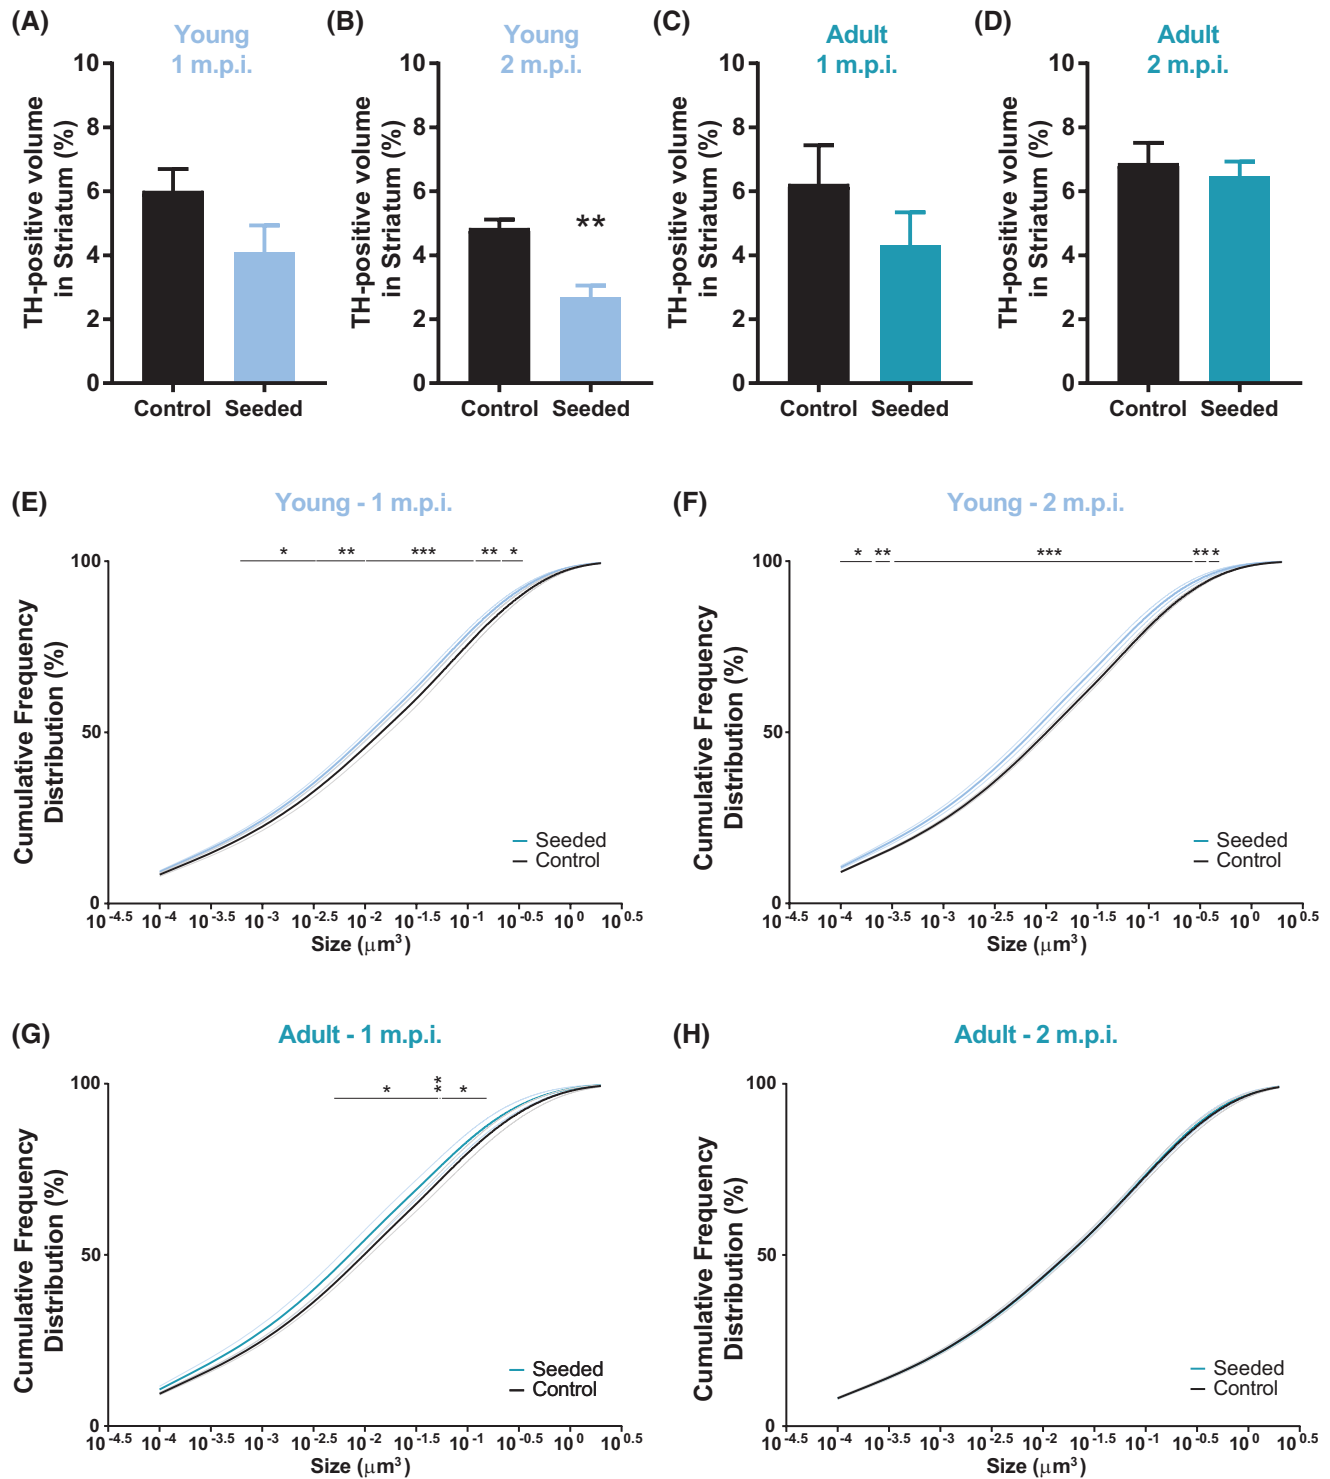 (A)
Young
1 m.p.i.
TH-positive volume
in Striatum (%)
10
8
6
4
2
0
Control Seeded
(B)
Young
2 m.p.i.
TH-positive volume
in Striatum (%)
10
8
6
4
2
0
**
Control Seeded
(C)
Adult
1 m.p.i.
TH-positive volume
in Striatum (%)
10
8
6
4
2
0
Control Seeded
(D)
Adult
2 m.p.i.
TH-positive volume
in Striatum (%)
10
8
6
4
2
0
Control Seeded
(E)
Young - 1 m.p.i.
* ** *** ** *
Cumulative Frequency
Distribution (%)
100
50
0
Seeded
Control
10^-4.5 10^-4 10^-3.5 10^-3 10^-2.5 10^-2 10^-1.5 10^-1 10^-0.5 10^0 10^0.5
Size (μm³)
(F)
Young - 2 m.p.i.
* ** *** ** *
Cumulative Frequency
Distribution (%)
100
50
0
Seeded
Control
10^-4.5 10^-4 10^-3.5 10^-3 10^-2.5 10^-2 10^-1.5 10^-1 10^-0.5 10^0 10^0.5
Size (μm³)
(G)
Adult - 1 m.p.i.
* ** *
Cumulative Frequency
Distribution (%)
100
50
0
Seeded
Control
10^-4.5 10^-4 10^-3.5 10^-3 10^-2.5 10^-2 10^-1.5 10^-1 10^-0.5 10^0 10^0.5
Size (μm³)
(H)
Adult - 2 m.p.i.
Cumulative Frequency
Distribution (%)
100
50
0
Seeded
Control
10^-4.5 10^-4 10^-3.5 10^-3 10^-2.5 10^-2 10^-1.5 10^-1 10^-0.5 10^0 10^0.5
Size (μm³)